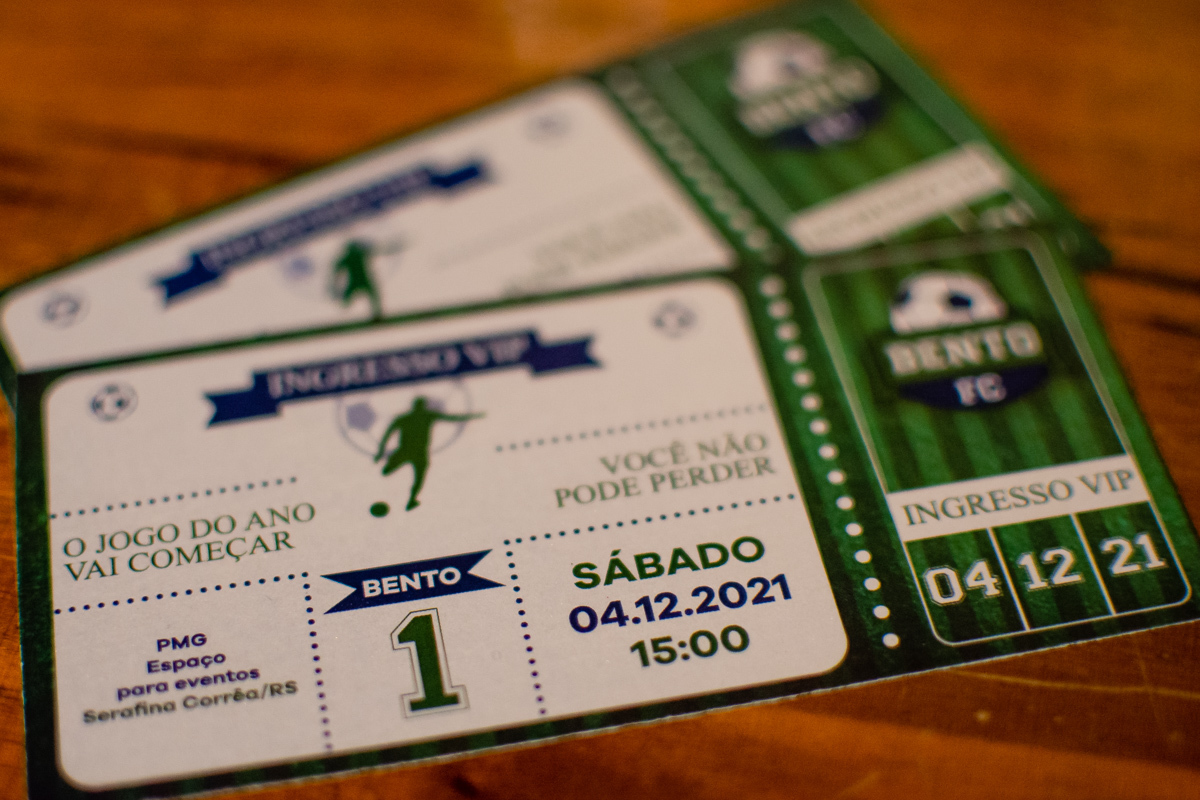 INGRESSO VIP
O JOGO DO ANO
VAI COMEÇAR
VOCÊ NÃO
PODE PERDER
PMG
Espaço
para eventos
Serafina Corrêa/RS
BENTO
1
SÁBADO
04.12.2021
15:00
BENTO
FC
INGRESSO VIP
04 12 21
BENTO
FC